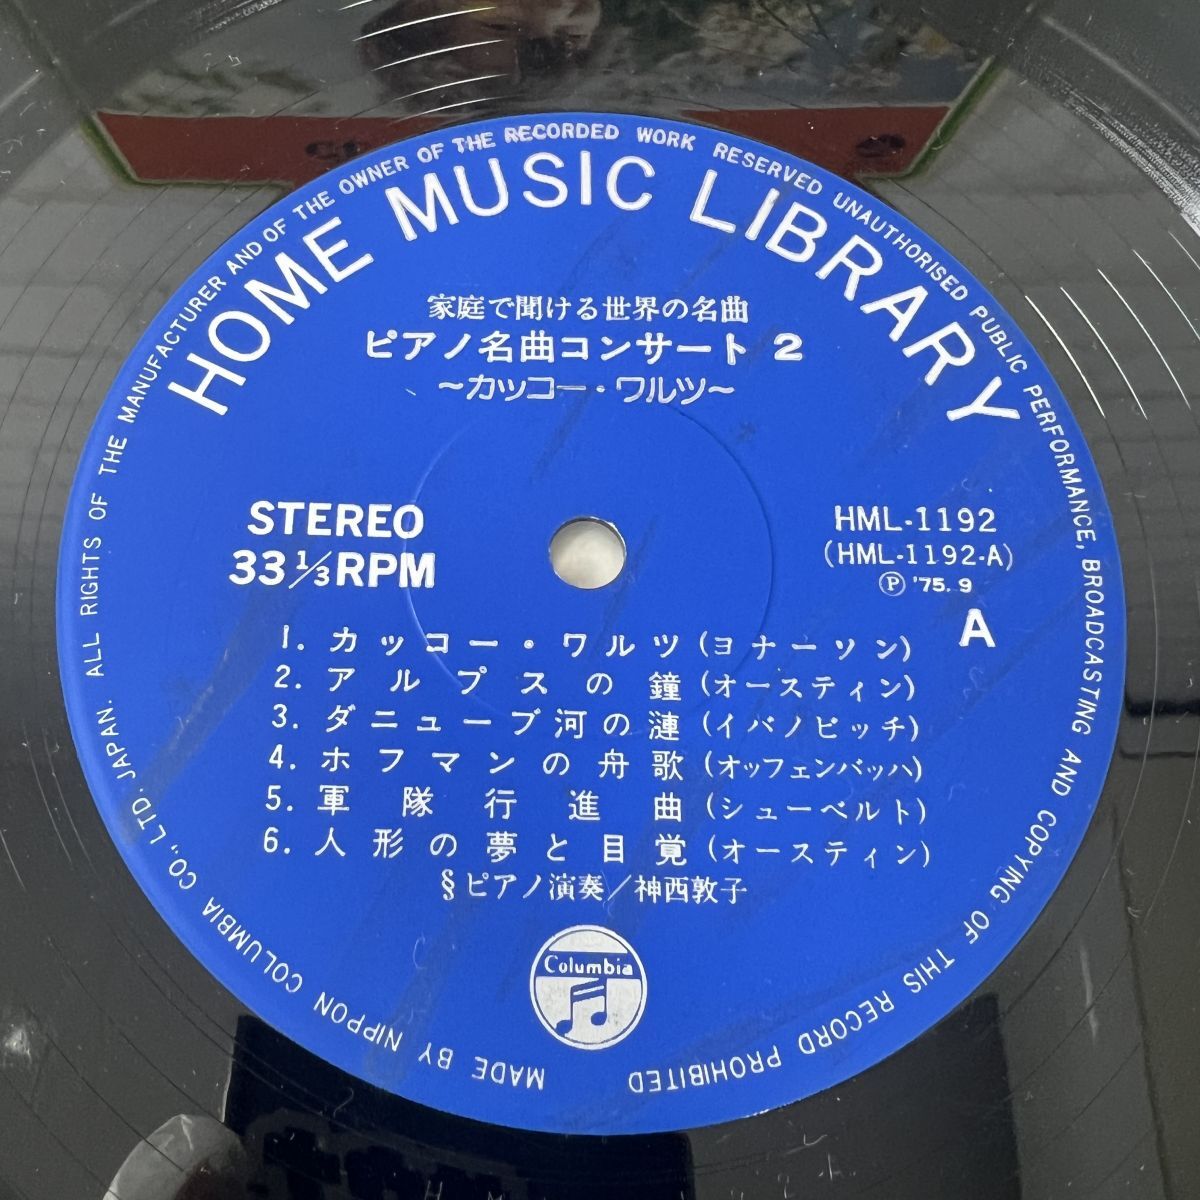 ALL RIGHTS OF THE MANUFACTURER AND OF THE OWNER OF THE RECORDED WORK RESERVED UNAUTHORISED PUBLIC PERFORMANCE, BROADCASTING AND COPYING OF THIS RECORD PROHIBITED
HOME MUSIC LIBRARY
家庭で聞ける世界の名曲
ピアノ名曲コンサート 2
～カッコー・ワルツ～
STEREO
33 1/3 RPM
HML-1192
(HML-1192-A)
Ⓟ '75. 9
A
1. カッコー・ワルツ(ヨナーソン)
2. アルプスの鐘(オースティン)
3. ダニューブ河の漣(イバノビッチ)
4. ホフマンの舟歌(オッフェンバッハ)
5. 軍隊行進曲(シューベルト)
6. 人形の夢と目覚(オースティン)
§ピアノ演奏/神西敦子
Columbia
MADE BY NIPPON COLUMBIA CO., LTD. JAPAN.